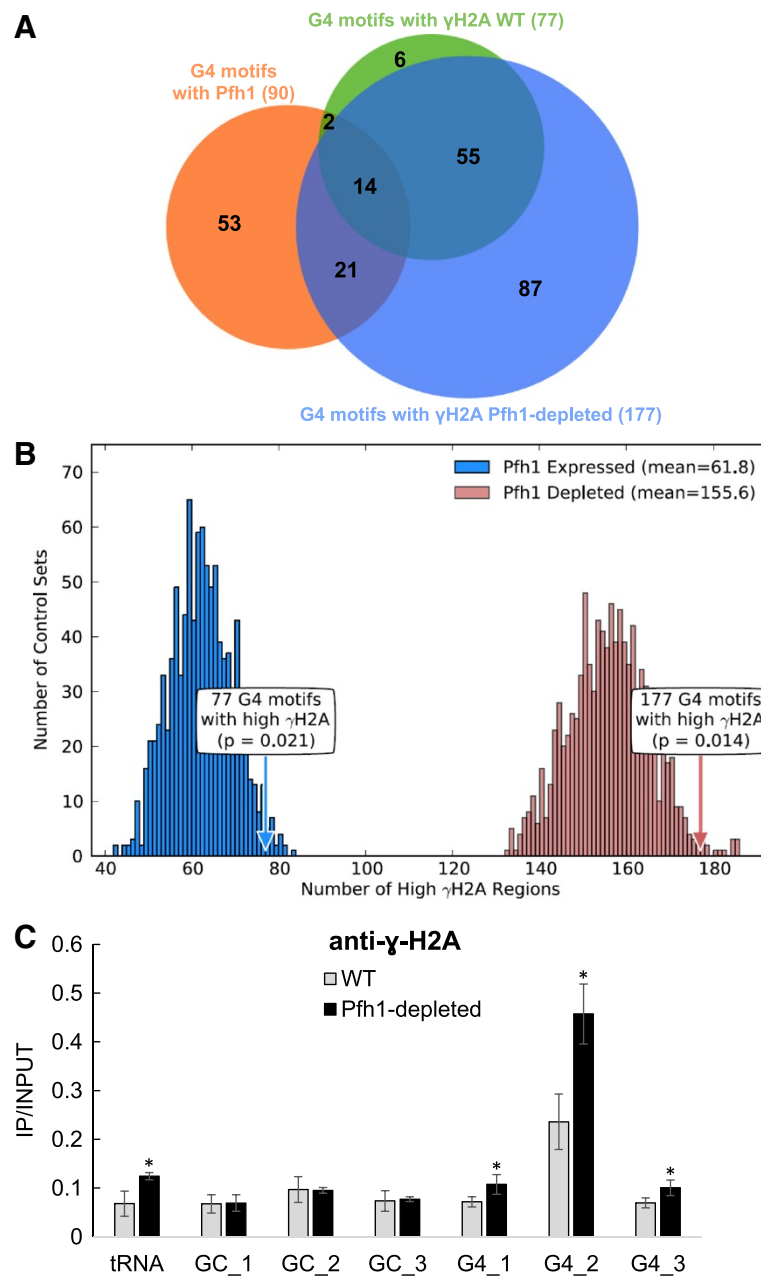 A
G4 motifs with γH2A WT (77)
G4 motifs
with Pfh1 (90)
6
2
55
14
53
21
87
G4 motifs with γH2A Pfh1-depleted (177)
B
70
60
50
40
30
20
10
0
Number of Control Sets
Pfh1 Expressed (mean=61.8)
Pfh1 Depleted (mean=155.6)
77 G4 motifs
with high γH2A
(p = 0.021)
177 G4 motifs
with high γH2A
(p = 0.014)
40 60 80 100 120 140 160 180
Number of High γH2A Regions
C
anti-ɣ-H2A
WT
Pfh1-depleted
0.6
0.5
0.4
0.3
0.2
0.1
0
IP/INPUT
*
*
*
*
tRNA GC_1 GC_2 GC_3 G4_1 G4_2 G4_3